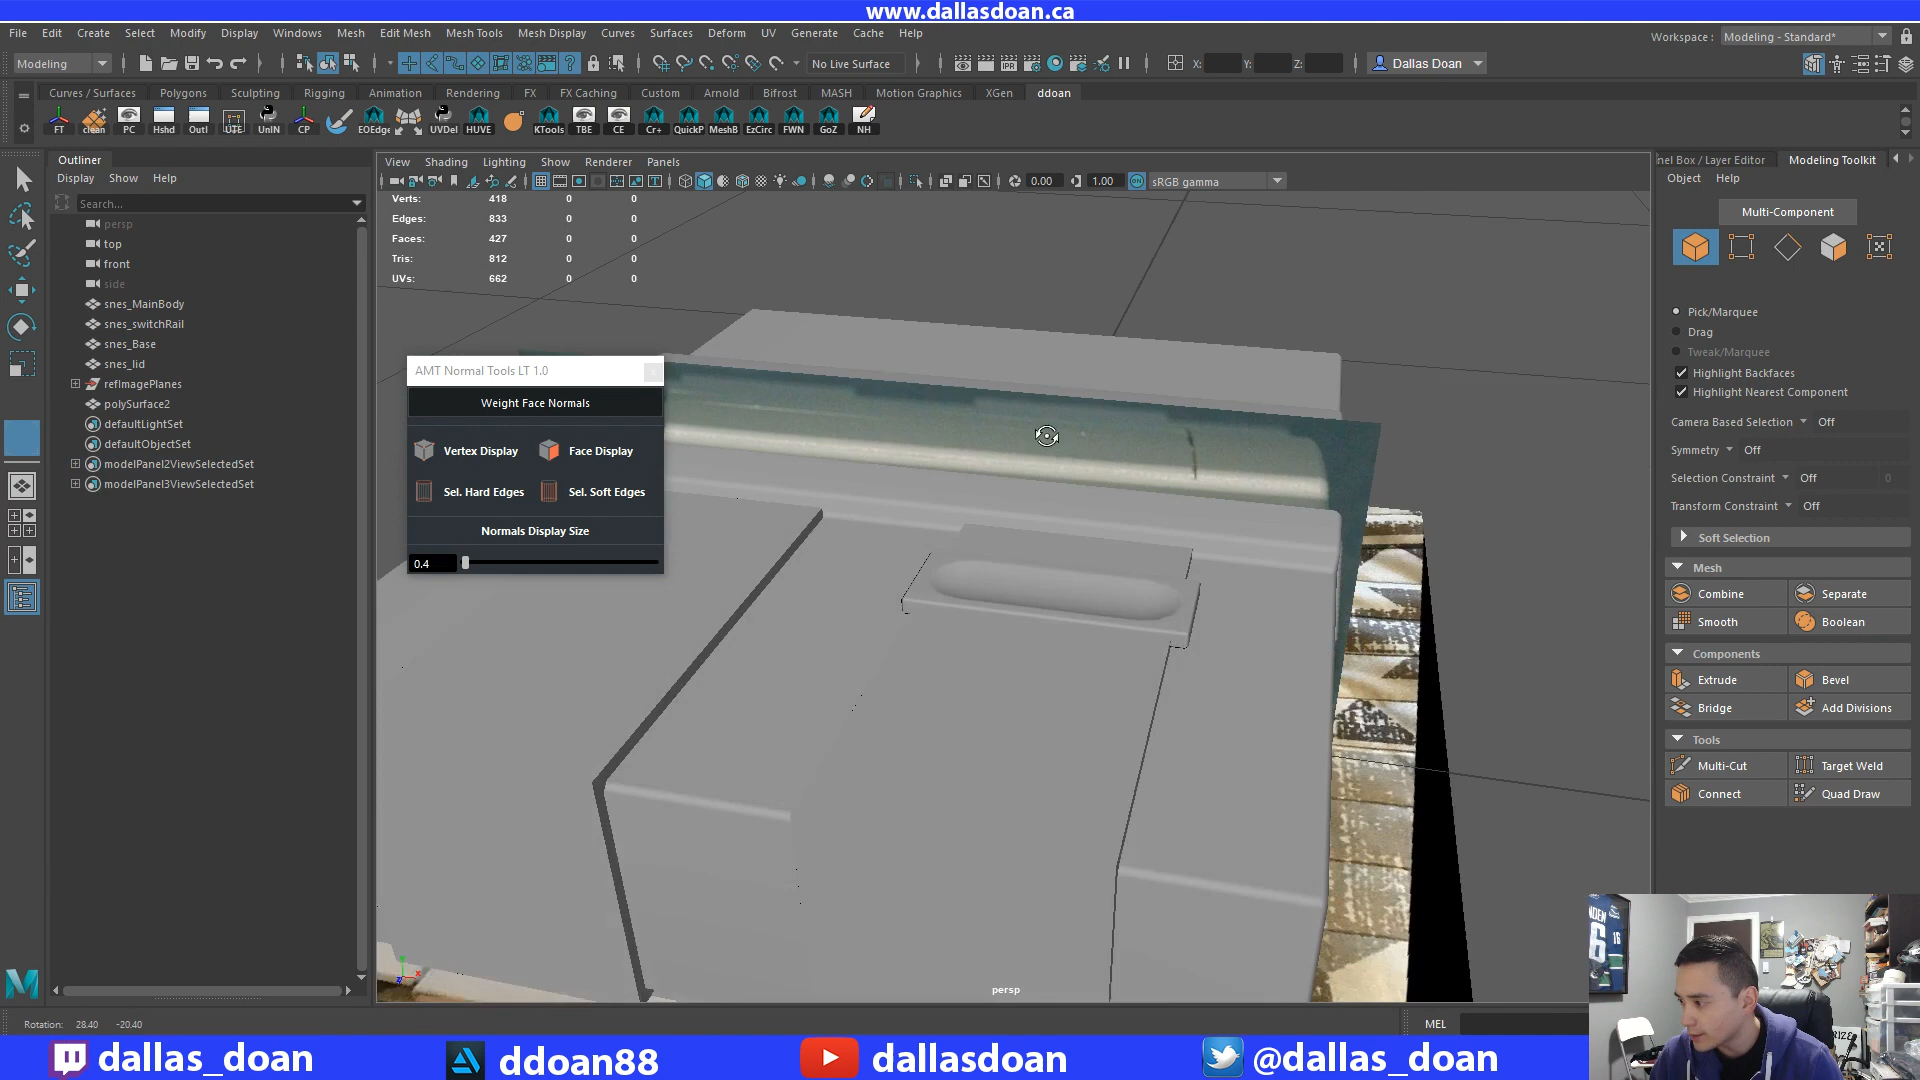 www.dallasdoan.ca
File Edit Create Select Modify Display Windows Mesh Edit Mesh Mesh Tools Mesh Display Curves Surfaces Deform UV Generate Cache Help
Workspace : Modeling - Standard*
Modeling No Live Surface X: Y: Z: Dallas Doan
Curves / Surfaces Polygons Sculpting Rigging Animation Rendering FX FX Caching Custom Arnold Bifrost MASH Motion Graphics XGen ddoan
FT clean PC Hshd Outl UTE UnlN CP EOEdge UVDel HUVE KTools TBE CE Cr+ QuickP MeshB EzCirc FWN GoZ NH
Outliner
Display Show Help
Search...
persp
top
front
side
snes_MainBody
snes_switchRail
snes_Base
snes_lid
refImagePlanes
polySurface2
defaultLightSet
defaultObjectSet
modelPanel2ViewSelectedSet
modelPanel3ViewSelectedSet
View Shading Lighting Show Renderer Panels
0.00 1.00 ON sRGB gamma
Verts: 418 0 0
Edges: 833 0 0
Faces: 427 0 0
Tris: 812 0 0
UVs: 662 0 0
AMT Normal Tools LT 1.0
Weight Face Normals
Vertex Display Face Display
Sel. Hard Edges Sel. Soft Edges
Normals Display Size
0.4
persp
nel Box / Layer Editor Modeling Toolkit
Object Help
Multi-Component
Pick/Marquee
Drag
Tweak/Marquee
Highlight Backfaces
Highlight Nearest Component
Camera Based Selection Off
Symmetry Off
Selection Constraint Off 0
Transform Constraint Off
Soft Selection
Mesh
Combine Separate
Smooth Boolean
Components
Extrude Bevel
Bridge Add Divisions
Tools
Multi-Cut Target Weld
Connect Quad Draw
Rotation: 28.40 -20.40
MEL
dallas_doan ddoan88 dallasdoan @dallas_doan